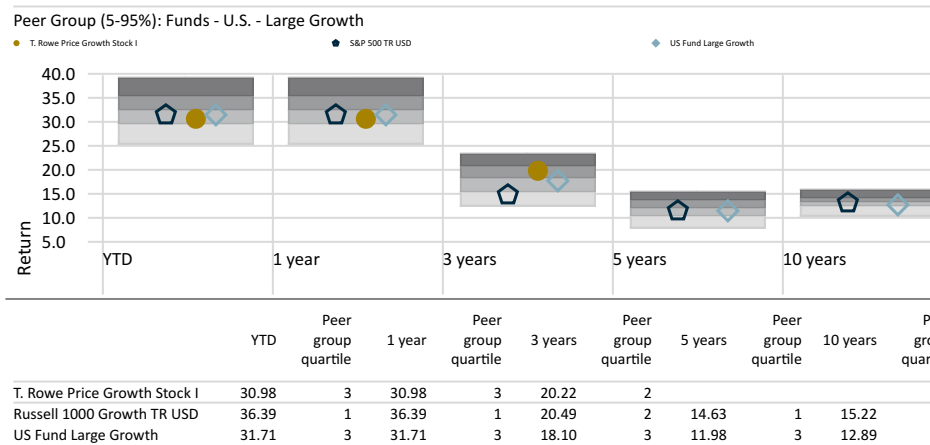 Peer Group (5-95%): Funds - U.S. - Large Growth
T. Rowe Price Growth Stock I S&P 500 TR USD US Fund Large Growth
40.0
35.0
30.0
25.0
20.0
15.0
10.0
5.0
Return
YTD 1 year 3 years 5 years 10 years
YTD Peer group quartile 1 year Peer group quartile 3 years Peer group quartile 5 years Peer group quartile 10 years
T. Rowe Price Growth Stock I 30.98 3 30.98 3 20.22 2
Russell 1000 Growth TR USD 36.39 1 36.39 1 20.49 2 14.63 1 15.22
US Fund Large Growth 31.71 3 31.71 3 18.10 3 11.98 3 12.89